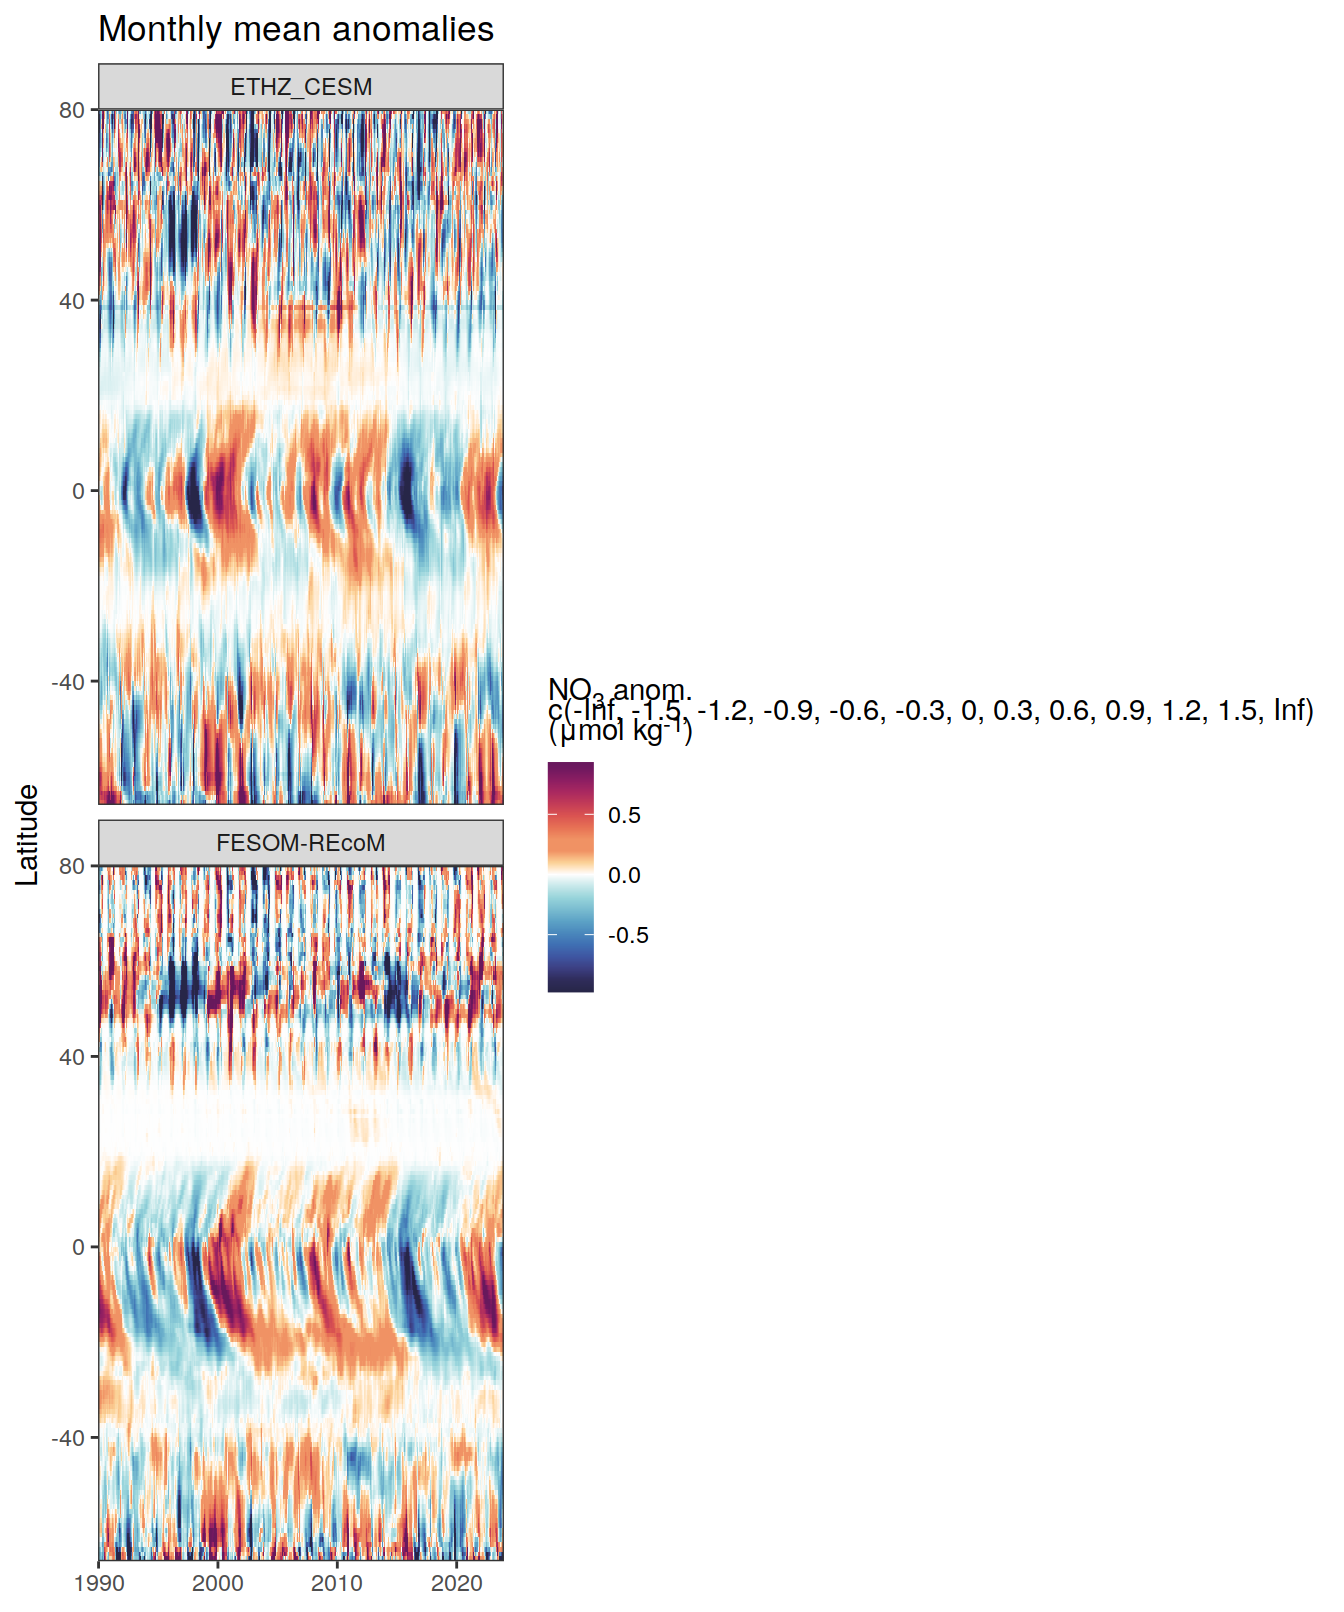 Monthly mean anomalies
ETHZ_CESM
80
40
0
-40
Latitude
FESOM-REcoM
80
40
0
-40
1990 2000 2010 2020
NO₃ anom.
c(-Inf, -1.5, -1.2, -0.9, -0.6, -0.3, 0, 0.3, 0.6, 0.9, 1.2, 1.5, Inf)
(μmol kg⁻¹)
0.5
0.0
-0.5